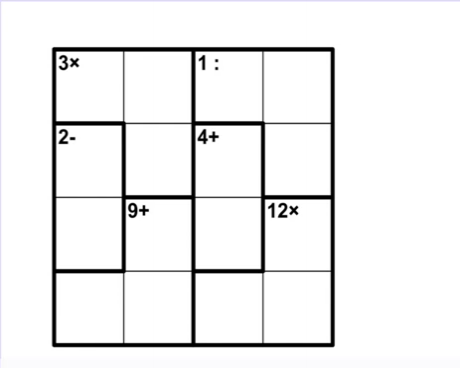 3× 1 :
2- 4+
9+ 12×